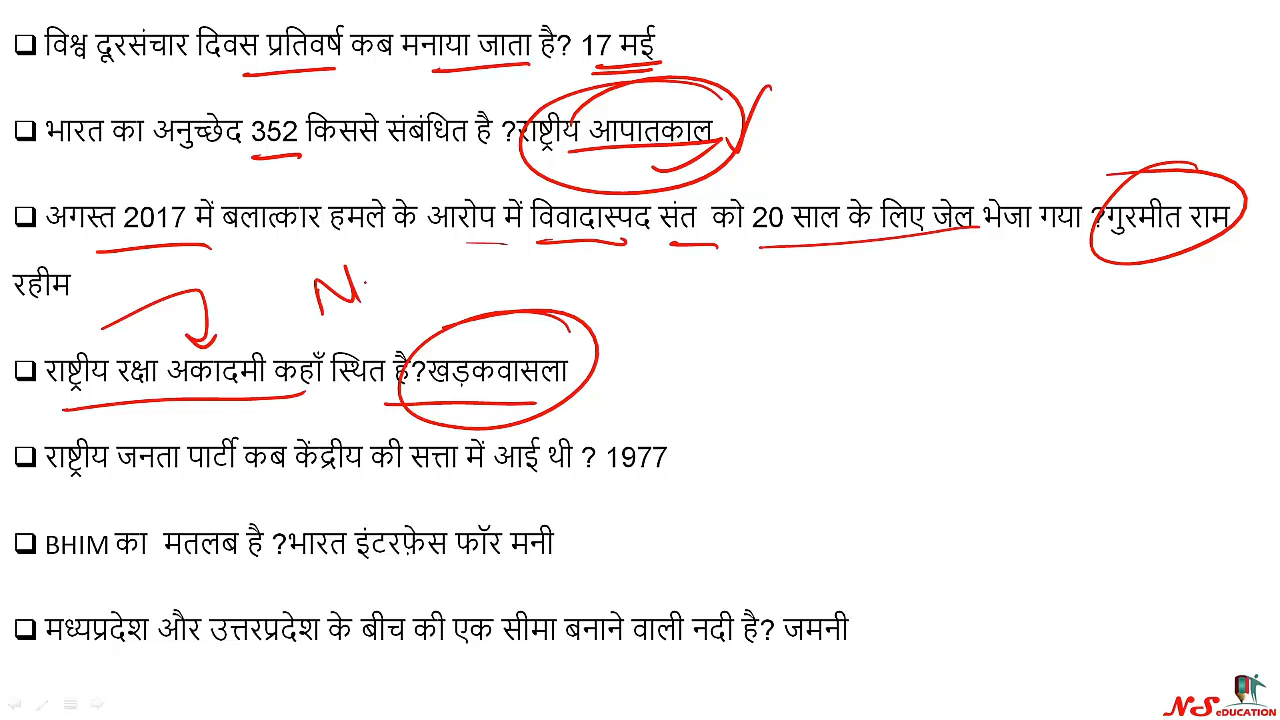 ❑ विश्व दूरसंचार दिवस प्रतिवर्ष कब मनाया जाता है? 17 मई
❑ भारत का अनुच्छेद 352 किससे संबंधित है ?राष्ट्रीय आपातकाल
❑ अगस्त 2017 में बलात्कार हमले के आरोप में विवादास्पद संत को 20 साल के लिए जेल भेजा गया ?गुरमीत राम
रहीम
N
❑ राष्ट्रीय रक्षा अकादमी कहाँ स्थित है?खड़कवासला
❑ राष्ट्रीय जनता पार्टी कब केंद्रीय की सत्ता में आई थी ? 1977
❑ BHIM का मतलब है ?भारत इंटरफ़ेस फॉर मनी
❑ मध्यप्रदेश और उत्तरप्रदेश के बीच की एक सीमा बनाने वाली नदी है? जमनी
NS eDUCATION